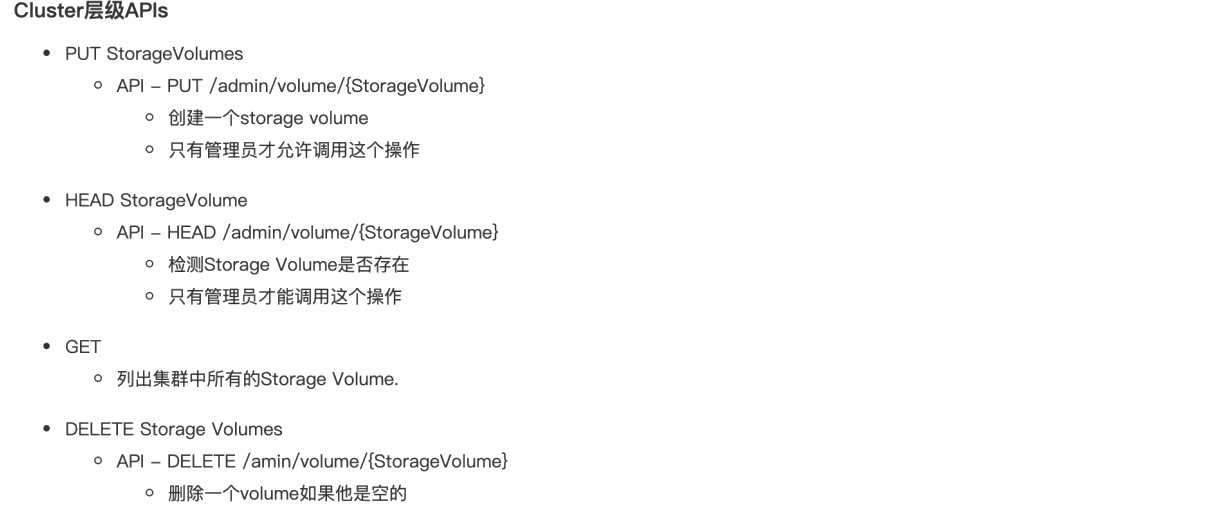 Cluster层级APIs
PUT StorageVolumes
API – PUT /admin/volume/{StorageVolume}
创建一个storage volume
只有管理员才允许调用这个操作
HEAD StorageVolume
API – HEAD /admin/volume/{StorageVolume}
检测Storage Volume是否存在
只有管理员才能调用这个操作
GET
列出集群中所有的Storage Volume.
DELETE Storage Volumes
API – DELETE /amin/volume/{StorageVolume}
删除一个volume如果他是空的